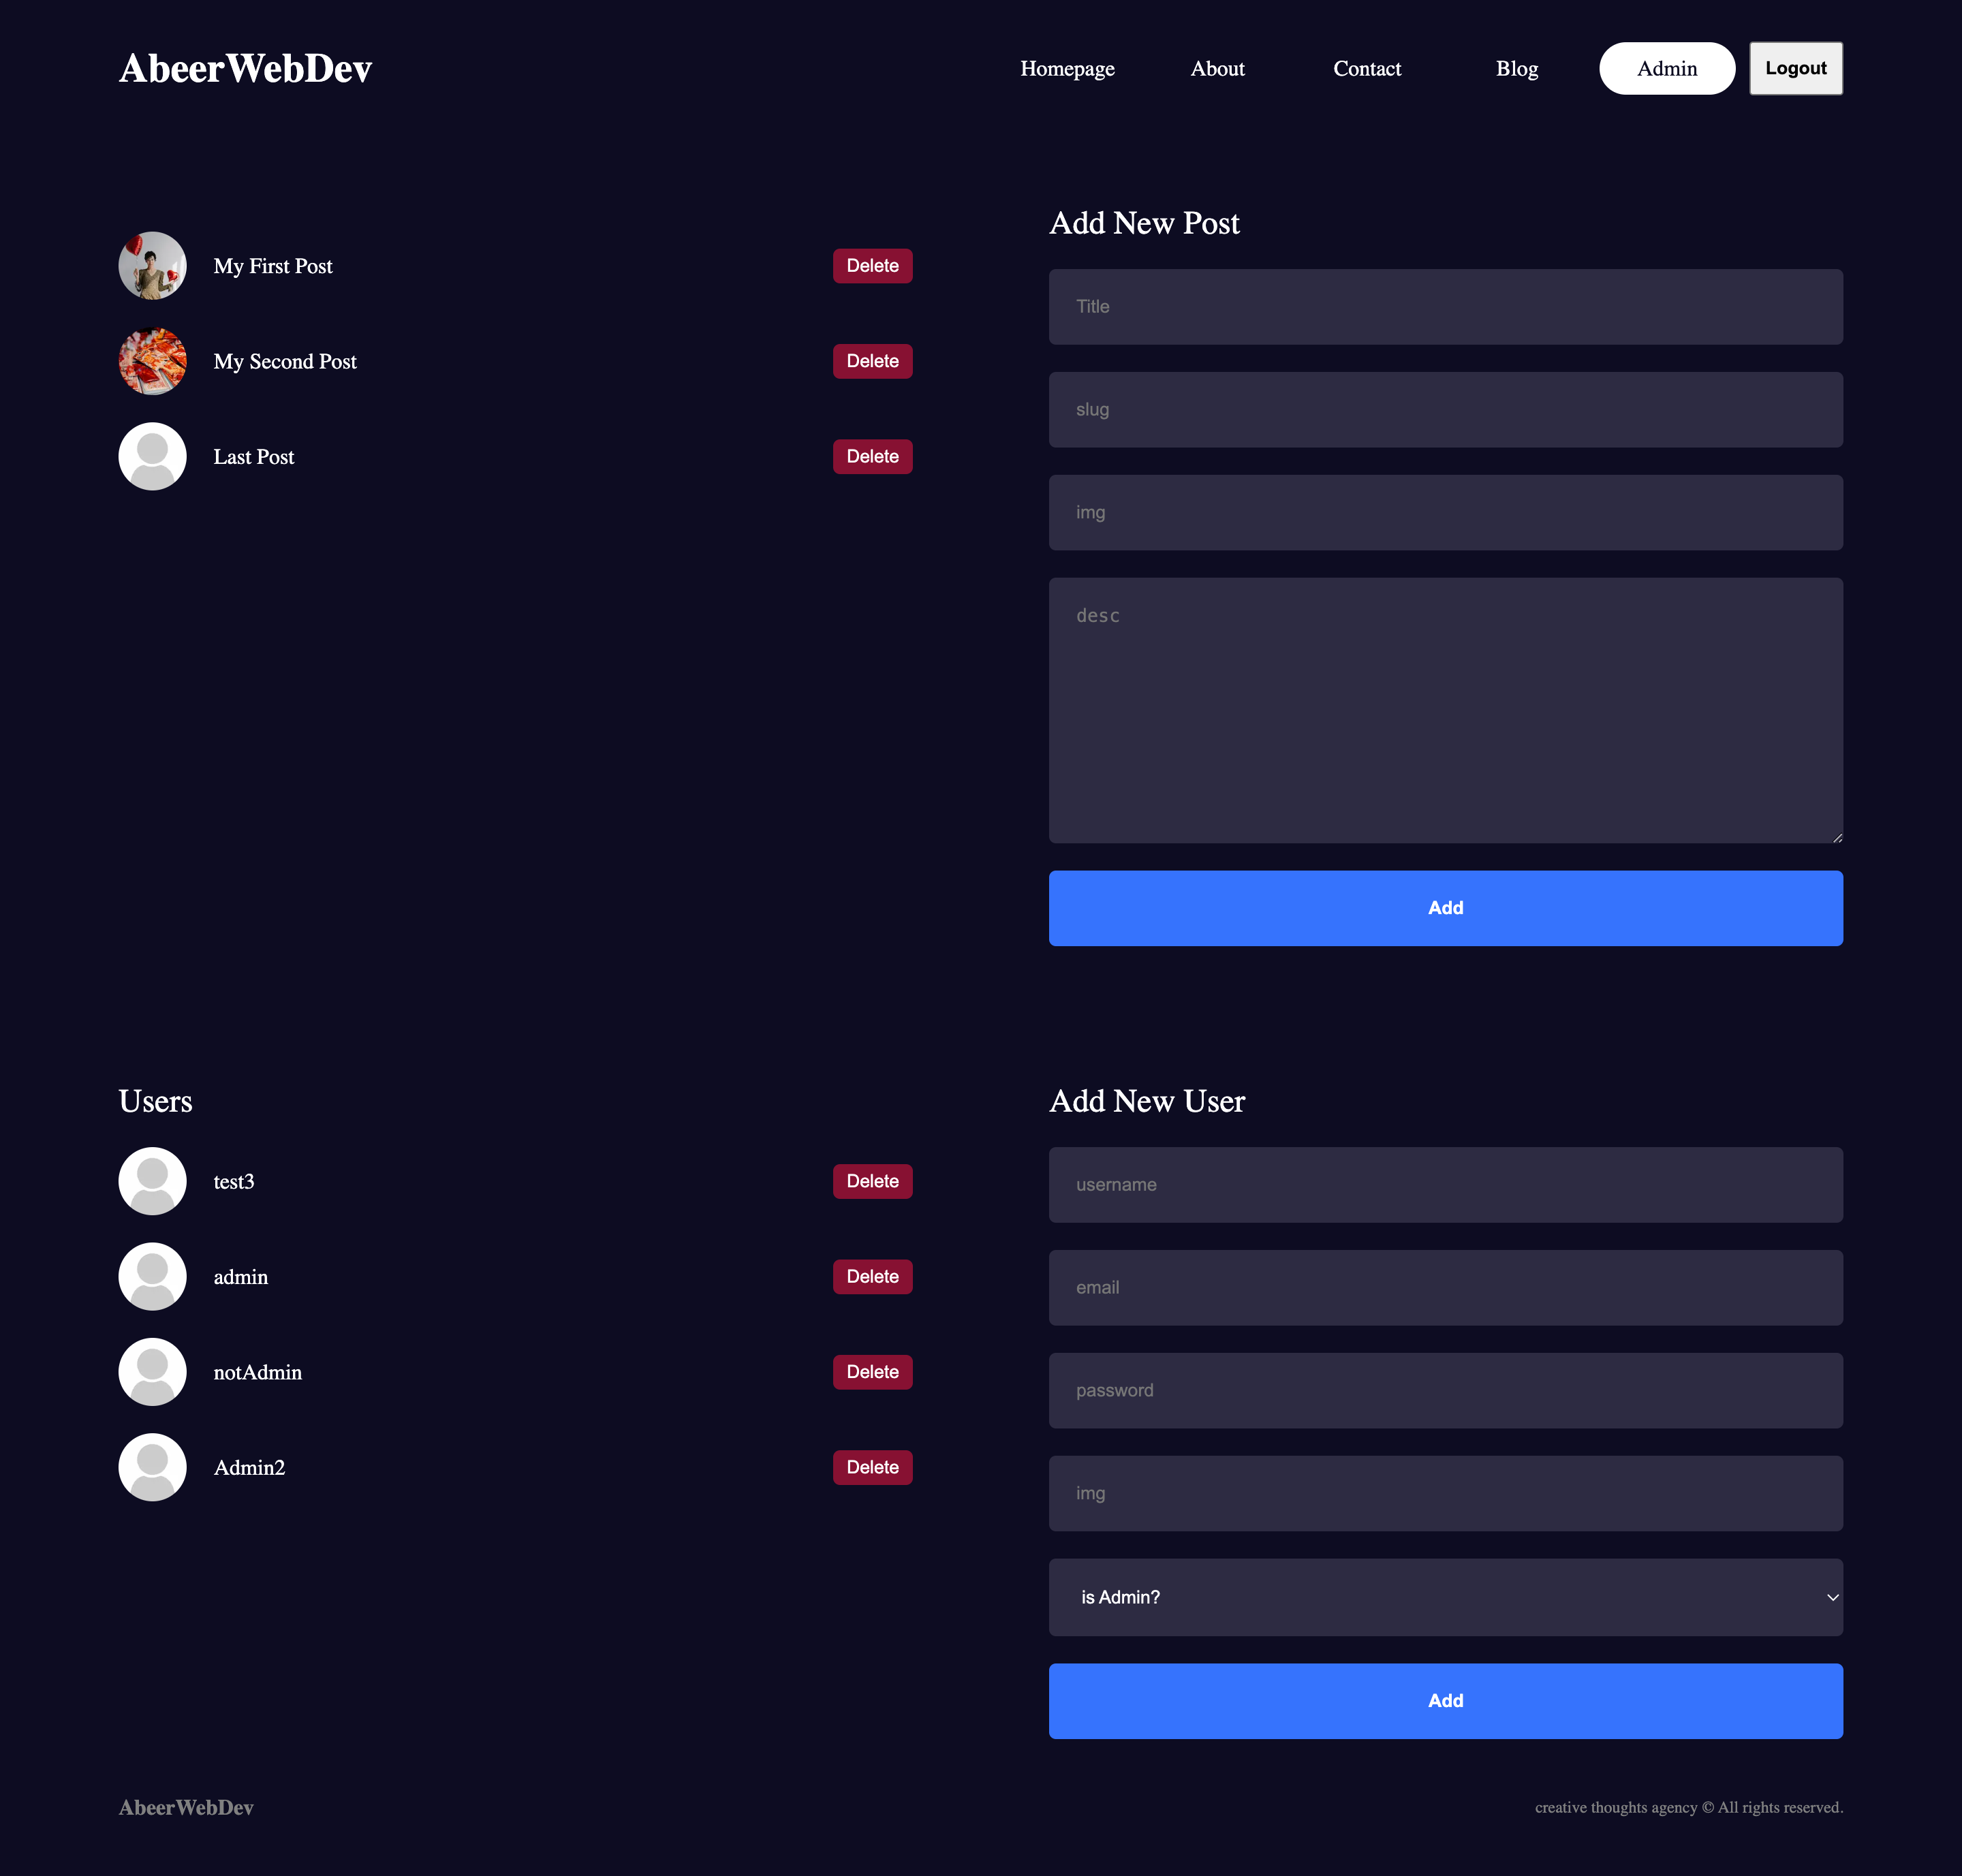 AbeerWebDev
Homepage
About
Contact
Blog
Admin
Logout
My First Post
Delete
My Second Post
Delete
Last Post
Delete
Add New Post
Title
slug
img
desc
Add
Users
test3
Delete
admin
Delete
notAdmin
Delete
Admin2
Delete
Add New User
username
email
password
img
is Admin?
Add
AbeerWebDev
creative thoughts agency © All rights reserved.